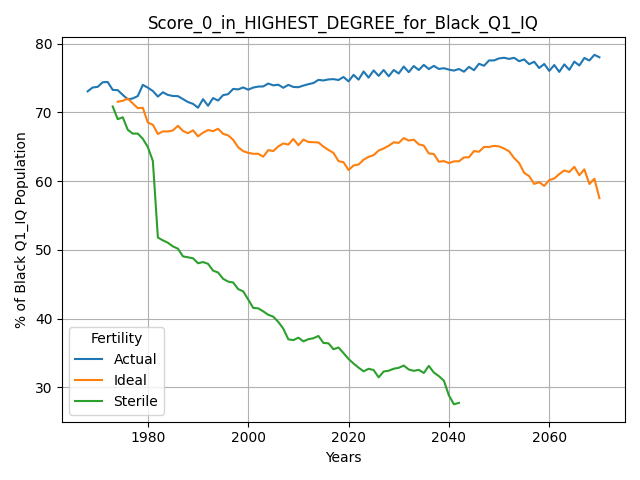 Score_0_in_HIGHEST_DEGREE_for_Black_Q1_IQ
% of Black Q1_IQ Population
80
70
60
50
40
30
Fertility
Actual
Ideal
Sterile
1980 2000 2020 2040 2060
Years